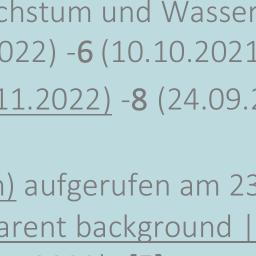 chstum und Wasser
022) -6 (10.10.2021
11.2022) -8 (24.09.2
) aufgerufen am 23
arent background |